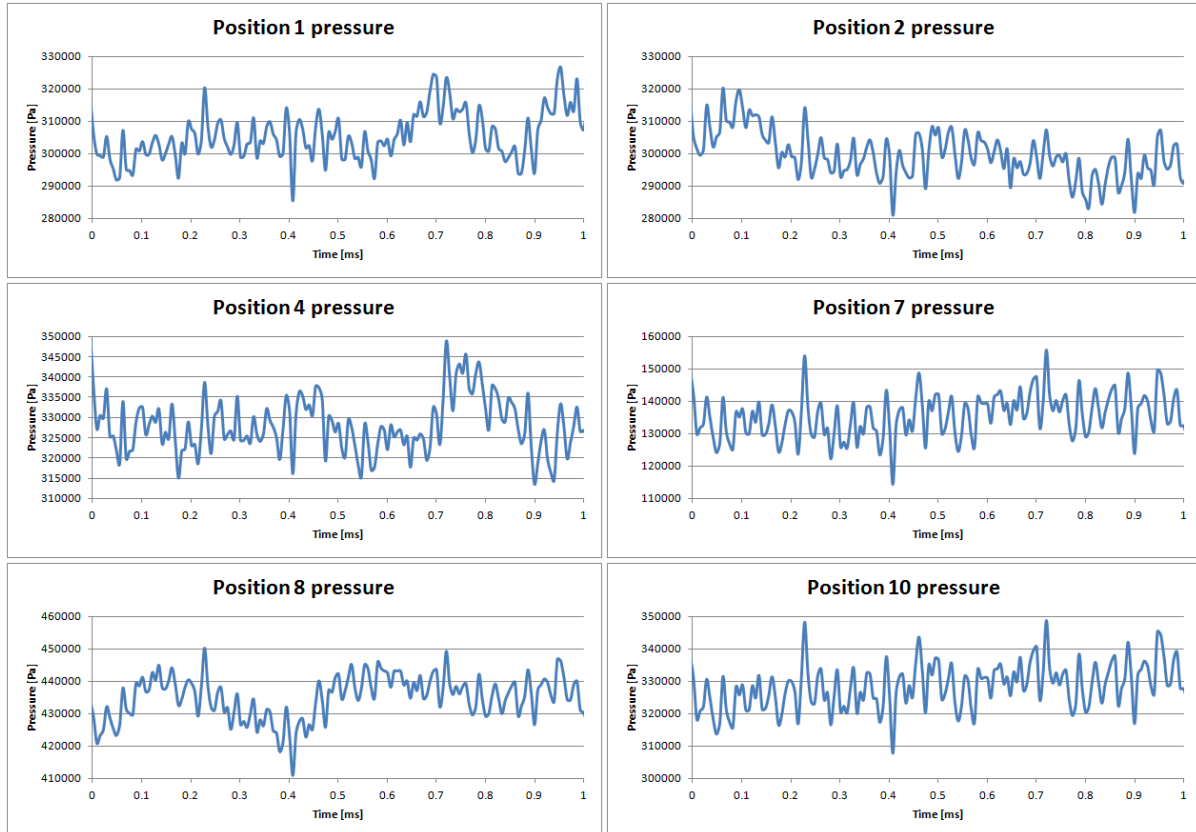 Position 1 pressure
Pressure [Pa]
330000
320000
310000
300000
290000
280000
0 0.1 0.2 0.3 0.4 0.5 0.6 0.7 0.8 0.9 1
Time [ms]
Position 2 pressure
Pressure [Pa]
330000
320000
310000
300000
290000
280000
0 0.1 0.2 0.3 0.4 0.5 0.6 0.7 0.8 0.9 1
Time [ms]
Position 4 pressure
Pressure [Pa]
350000
345000
340000
335000
330000
325000
320000
315000
310000
0 0.1 0.2 0.3 0.4 0.5 0.6 0.7 0.8 0.9 1
Time [ms]
Position 7 pressure
Pressure [Pa]
160000
150000
140000
130000
120000
110000
0 0.1 0.2 0.3 0.4 0.5 0.6 0.7 0.8 0.9 1
Time [ms]
Position 8 pressure
Pressure [Pa]
460000
450000
440000
430000
420000
410000
0 0.1 0.2 0.3 0.4 0.5 0.6 0.7 0.8 0.9 1
Time [ms]
Position 10 pressure
Pressure [Pa]
350000
340000
330000
320000
310000
300000
0 0.1 0.2 0.3 0.4 0.5 0.6 0.7 0.8 0.9 1
Time [ms]